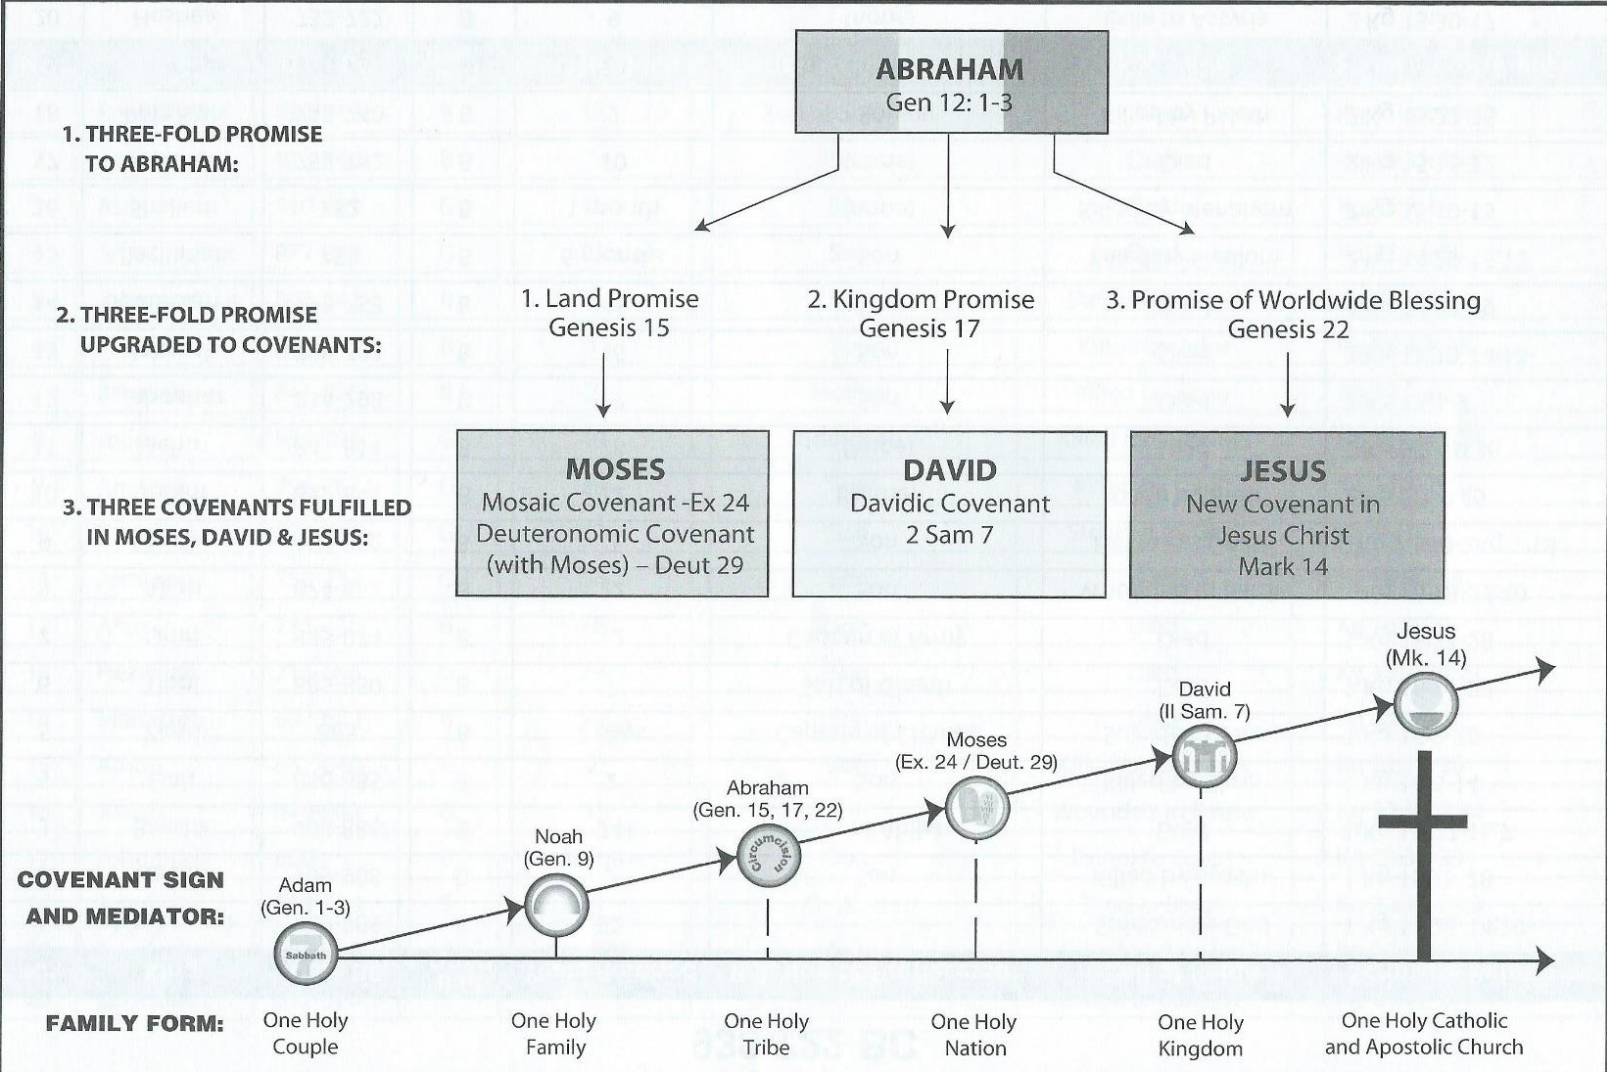 ABRAHAM
Gen 12: 1-3
1. THREE-FOLD PROMISE
TO ABRAHAM:
1. Land Promise
Genesis 15
2. Kingdom Promise
Genesis 17
3. Promise of Worldwide Blessing
Genesis 22
2. THREE-FOLD PROMISE
UPGRADED TO COVENANTS:
MOSES
Mosaic Covenant -Ex 24
Deuteronomic Covenant
(with Moses) – Deut 29
DAVID
Davidic Covenant
2 Sam 7
JESUS
New Covenant in
Jesus Christ
Mark 14
3. THREE COVENANTS FULFILLED
IN MOSES, DAVID & JESUS:
Jesus
(Mk. 14)
David
(II Sam. 7)
Moses
(Ex. 24 / Deut. 29)
Abraham
(Gen. 15, 17, 22)
Circumcision
Noah
(Gen. 9)
Adam
(Gen. 1-3)
7
Sabbath
COVENANT SIGN
AND MEDIATOR:
FAMILY FORM:
One Holy
Couple
One Holy
Family
One Holy
Tribe
One Holy
Nation
One Holy
Kingdom
One Holy Catholic
and Apostolic Church